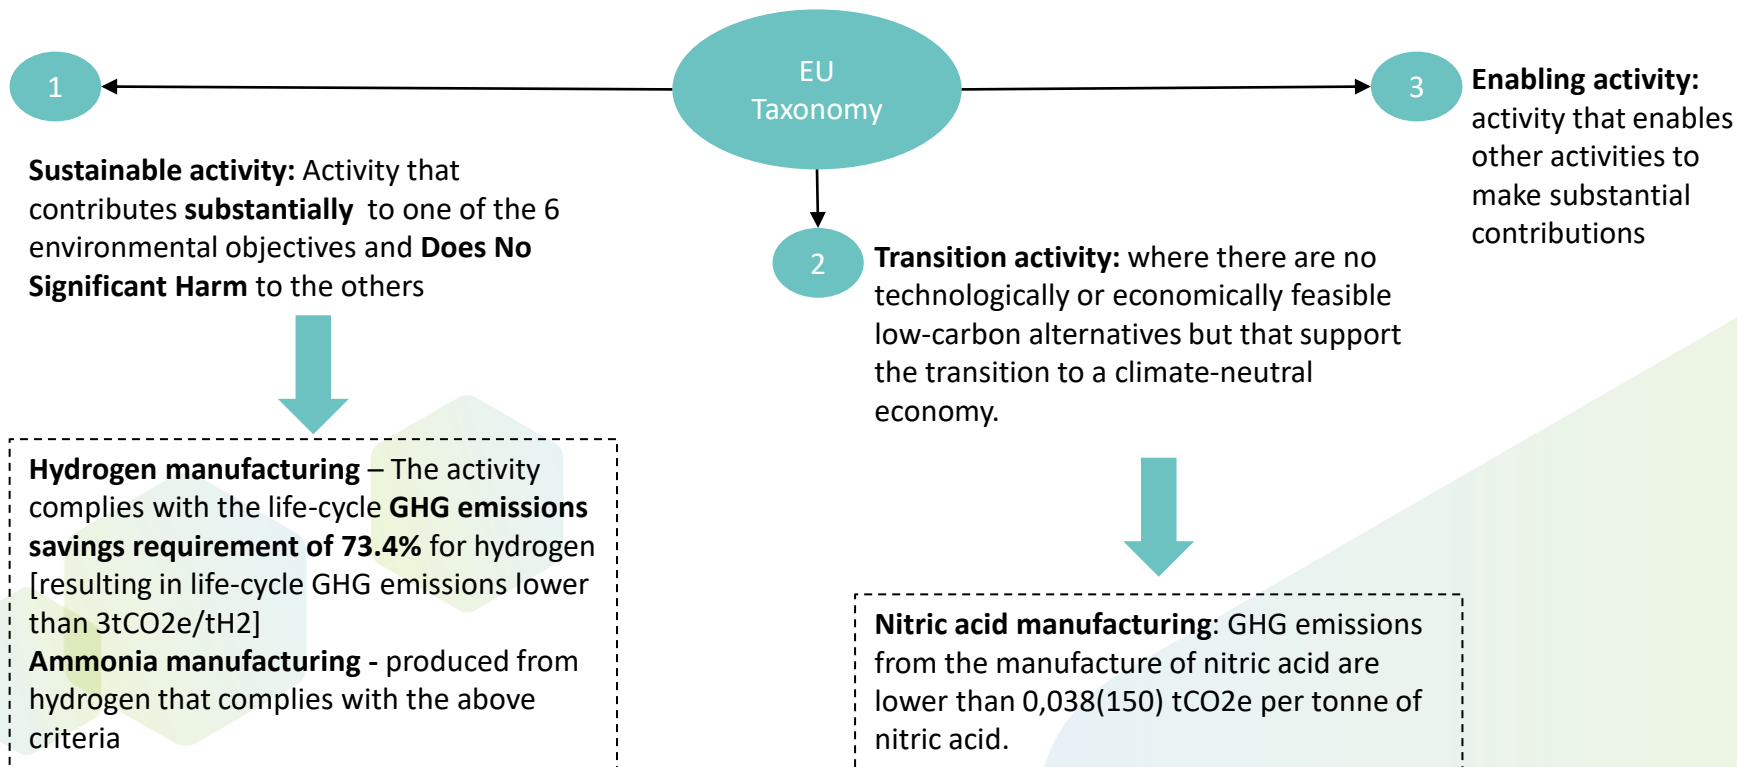 EU
Taxonomy
1
Sustainable activity: Activity that
contributes substantially to one of the 6
environmental objectives and Does No
Significant Harm to the others
Hydrogen manufacturing – The activity
complies with the life-cycle GHG emissions
savings requirement of 73.4% for hydrogen
[resulting in life-cycle GHG emissions lower
than 3tCO2e/tH2]
Ammonia manufacturing - produced from
hydrogen that complies with the above
criteria
2
Transition activity: where there are no
technologically or economically feasible
low-carbon alternatives but that support
the transition to a climate-neutral
economy.
Nitric acid manufacturing: GHG emissions
from the manufacture of nitric acid are
lower than 0,038(150) tCO2e per tonne of
nitric acid.
3
Enabling activity:
activity that enables
other activities to
make substantial
contributions